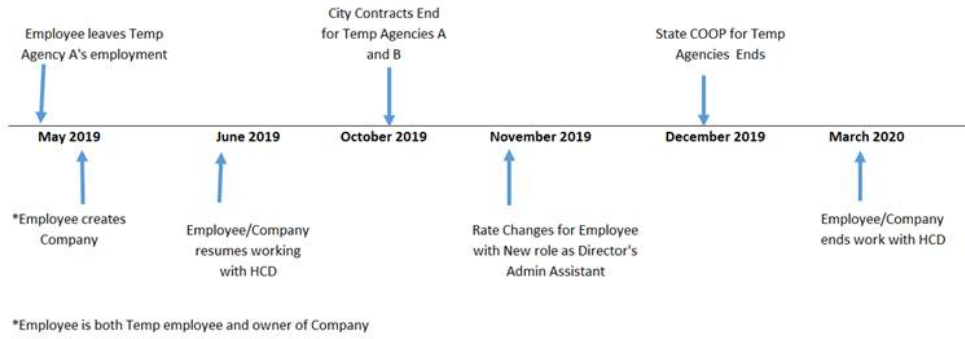 Employee leaves Temp
Agency A's employment
City Contracts End
for Temp Agencies A
and B
State COOP for Temp
Agencies Ends
May 2019
June 2019
October 2019
November 2019
December 2019
March 2020
*Employee creates
Company
Employee/Company
resumes working
with HCD
Rate Changes for Employee
with New role as Director's
Admin Assistant
Employee/Company
ends work with HCD
*Employee is both Temp employee and owner of Company